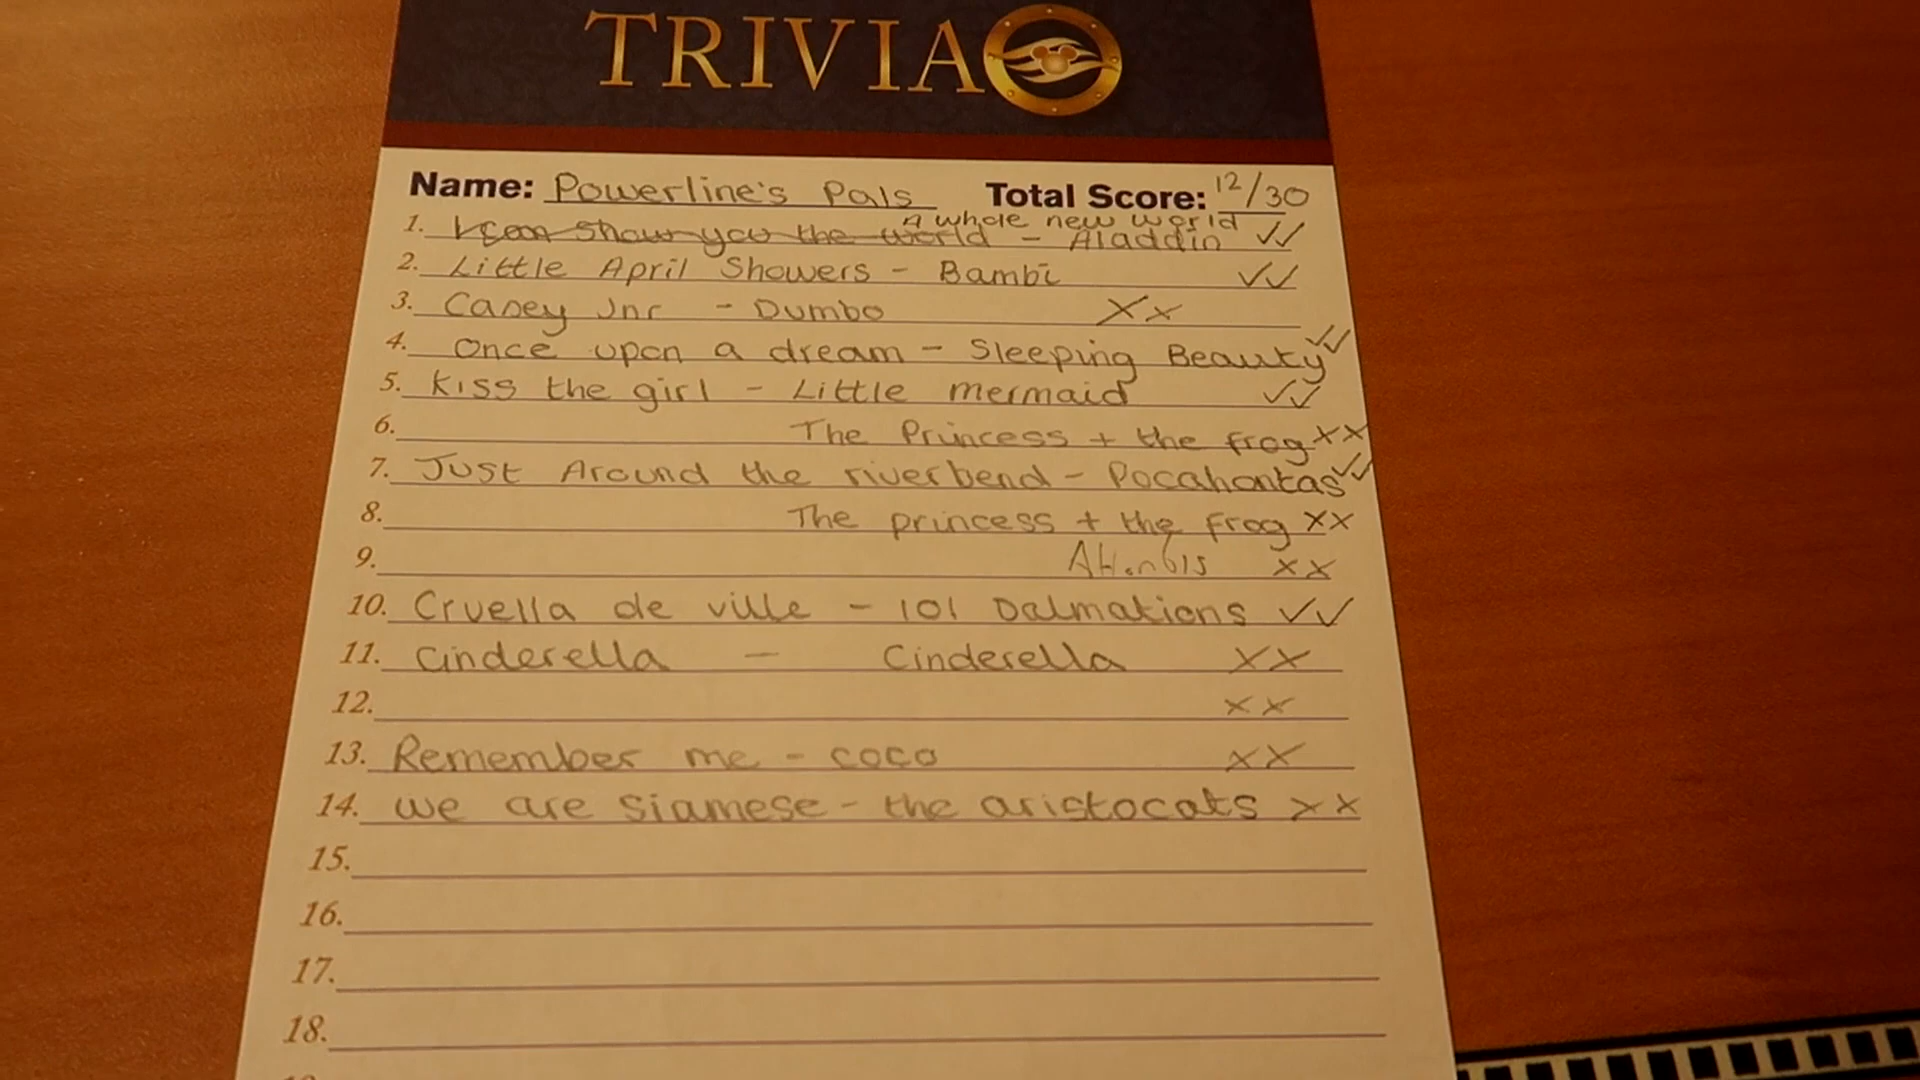 TRIVIA
Name: Powerline's Pals Total Score: 12/30
A whole new world
1. I can show you the world - Aladdin ✓✓
2. Little April Showers - Bambi ✓✓
3. Casey Jnr - Dumbo XX
4. Once upon a dream - Sleeping Beauty ✓✓
5. Kiss the girl - Little mermaid ✓✓
6. The Princess + the frog XX
7. Just Around the riverbend - Pocahontas ✓✓
8. The princess + the frog XX
9. XX
10. Cruella de ville - 101 Dalmations ✓✓
11. Cinderella - Cinderella XX
12. XX
13. Remember me - coco XX
14. we are Siamese - the aristocats XX
15.
16.
17.
18.